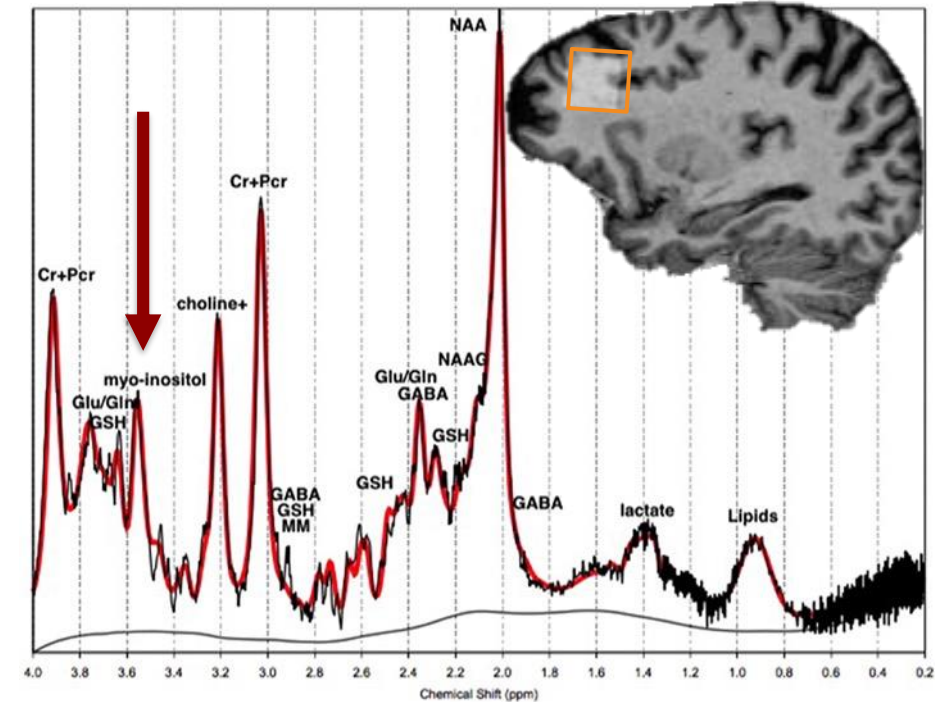 NAA
Cr+Pcr
Cr+Pcr
choline+
myo-inositol
Glu/Gln
GSH
NAAG
Glu/Gln
GABA
GSH
GSH
GABA
GSH
MM
GABA
lactate
Lipids
4.0 3.8 3.6 3.4 3.2 3.0 2.8 2.6 2.4 2.2 2.0 1.8 1.6 1.4 1.2 1.0 0.8 0.6 0.4 0.2
Chemical Shift (ppm)